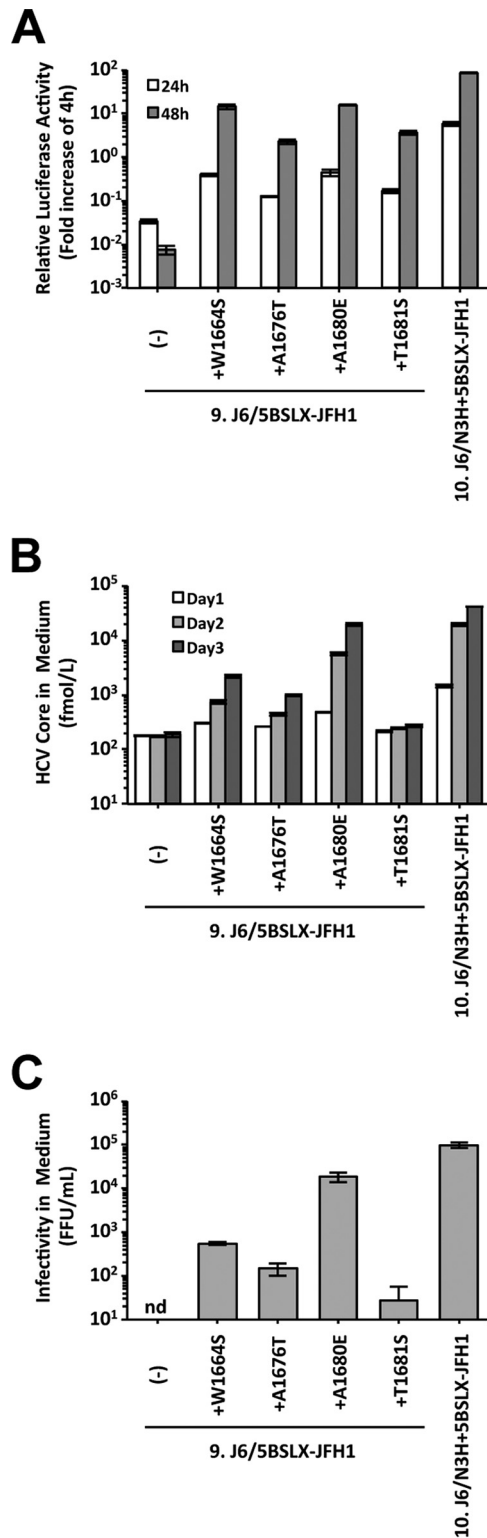 A
Relative Luciferase Activity
(Fold increase of 4h)
10²
10¹
10⁰
10⁻¹
10⁻²
10⁻³
24h
48h
(-)
+W1664S
+A1676T
+A1680E
+T1681S
10. J6/N3H+5BSLX-JFH1
9. J6/5BSLX-JFH1
B
HCV Core in Medium
(fmol/L)
10⁵
10⁴
10³
10²
10¹
Day1
Day2
Day3
(-)
+W1664S
+A1676T
+A1680E
+T1681S
10. J6/N3H+5BSLX-JFH1
9. J6/5BSLX-JFH1
C
Infectivity in Medium
(FFU/mL)
10⁶
10⁵
10⁴
10³
10²
10¹
nd
(-)
+W1664S
+A1676T
+A1680E
+T1681S
10. J6/N3H+5BSLX-JFH1
9. J6/5BSLX-JFH1